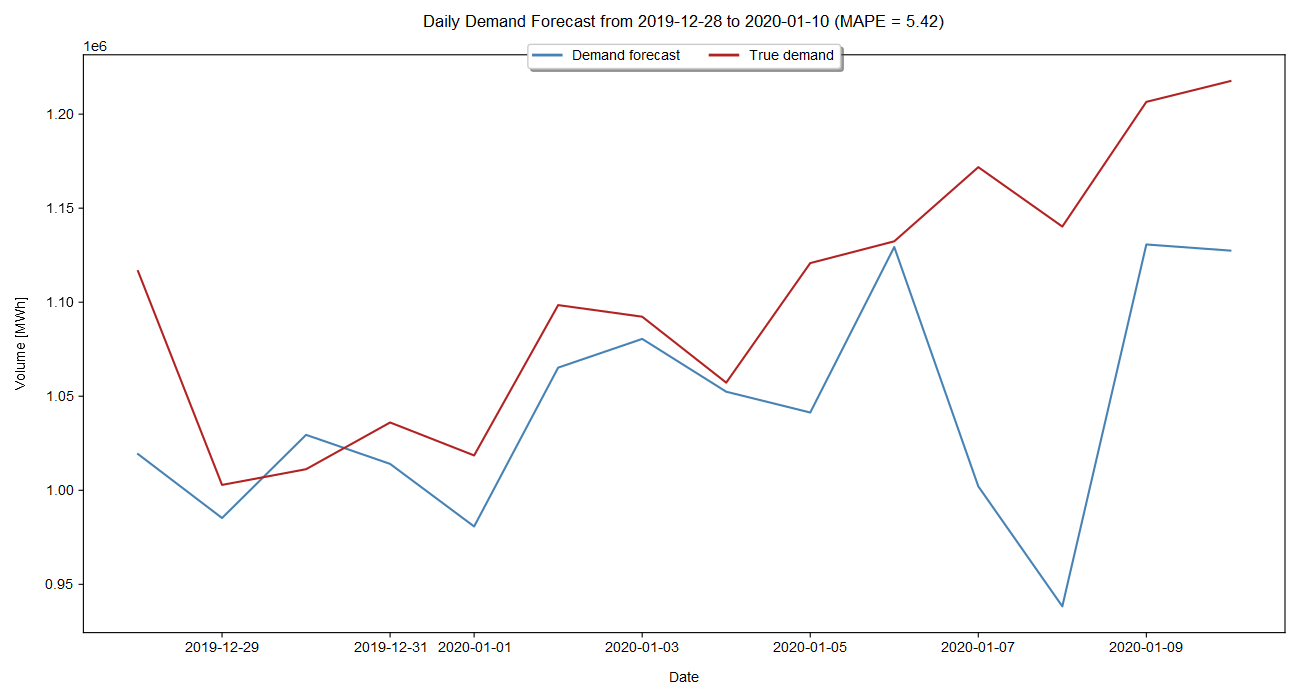 Daily Demand Forecast from 2019-12-28 to 2020-01-10 (MAPE = 5.42)
1e6
Demand forecast True demand
1.20
1.15
1.10
1.05
1.00
0.95
Volume [MWh]
2019-12-29 2019-12-31 2020-01-01 2020-01-03 2020-01-05 2020-01-07 2020-01-09
Date